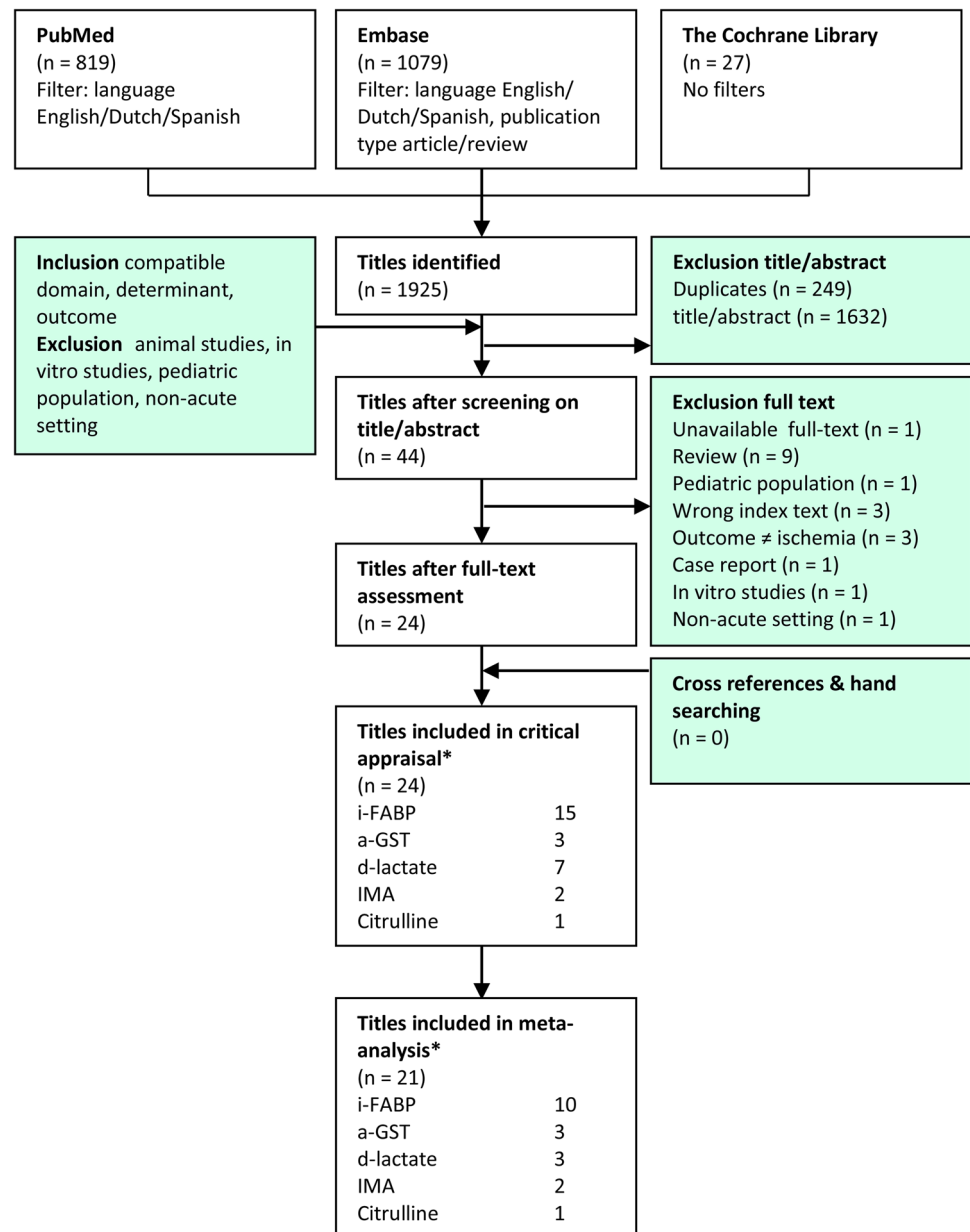 PubMed
(n = 819)
Filter: language
English/Dutch/Spanish
Embase
(n = 1079)
Filter: language English/
Dutch/Spanish, publication
type article/review
The Cochrane Library
(n = 27)
No filters
Inclusion compatible
domain, determinant,
outcome
Exclusion animal studies, in
vitro studies, pediatric
population, non-acute
setting
Titles identified
(n = 1925)
Exclusion title/abstract
Duplicates (n = 249)
title/abstract (n = 1632)
Titles after screening on
title/abstract
(n = 44)
Exclusion full text
Unavailable full-text (n = 1)
Review (n = 9)
Pediatric population (n = 1)
Wrong index text (n = 3)
Outcome ≠ ischemia (n = 3)
Case report (n = 1)
In vitro studies (n = 1)
Non-acute setting (n = 1)
Titles after full-text
assessment
(n = 24)
Cross references & hand
searching
(n = 0)
Titles included in critical
appraisal*
(n = 24)
i-FABP 15
a-GST 3
d-lactate 7
IMA 2
Citrulline 1
Titles included in meta-
analysis*
(n = 21)
i-FABP 10
a-GST 3
d-lactate 3
IMA 2
Citrulline 1